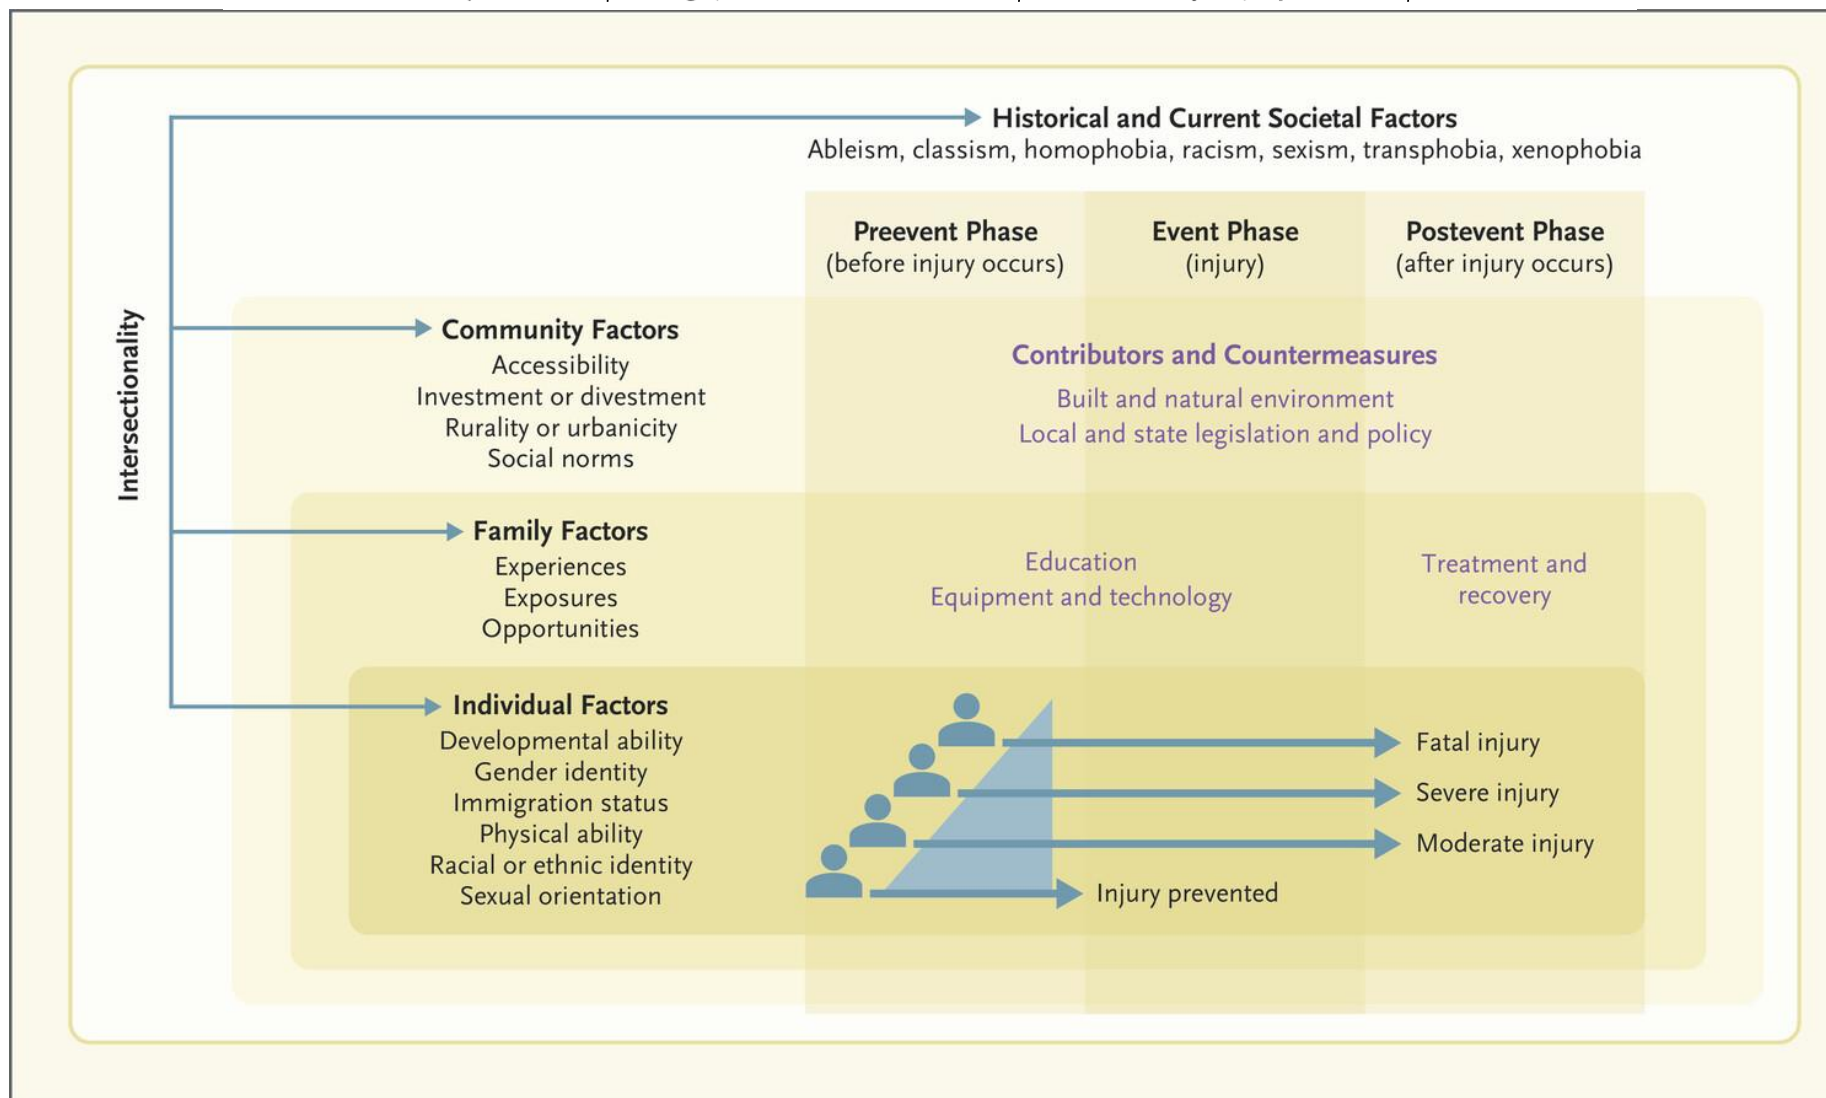 Historical and Current Societal Factors
Ableism, classism, homophobia, racism, sexism, transphobia, xenophobia
Preevent Phase
(before injury occurs)
Event Phase
(injury)
Postevent Phase
(after injury occurs)
Intersectionality
Community Factors
Accessibility
Investment or divestment
Rurality or urbanicity
Social norms
Contributors and Countermeasures
Built and natural environment
Local and state legislation and policy
Family Factors
Experiences
Exposures
Opportunities
Education
Equipment and technology
Treatment and
recovery
Individual Factors
Developmental ability
Gender identity
Immigration status
Physical ability
Racial or ethnic identity
Sexual orientation
Fatal injury
Severe injury
Moderate injury
Injury prevented